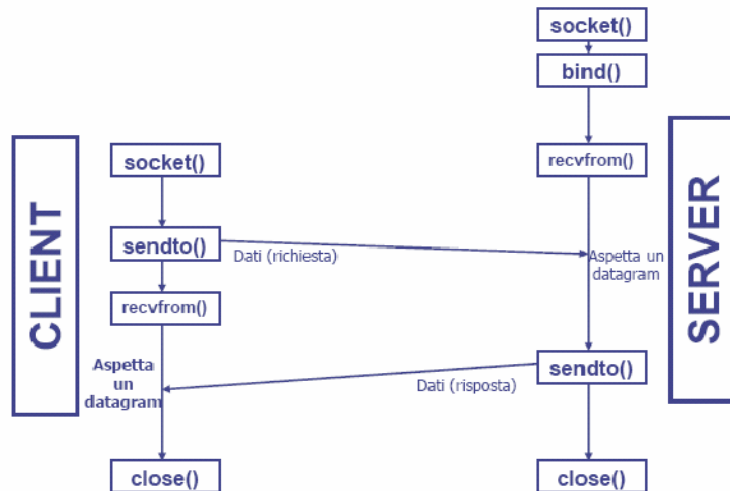 socket()
bind()
CLIENT
socket()
recvfrom()
SERVER
sendto()
Dati (richiesta)
Aspetta un
datagram
recvfrom()
Aspetta
un
datagram
Dati (risposta)
sendto()
close()
close()